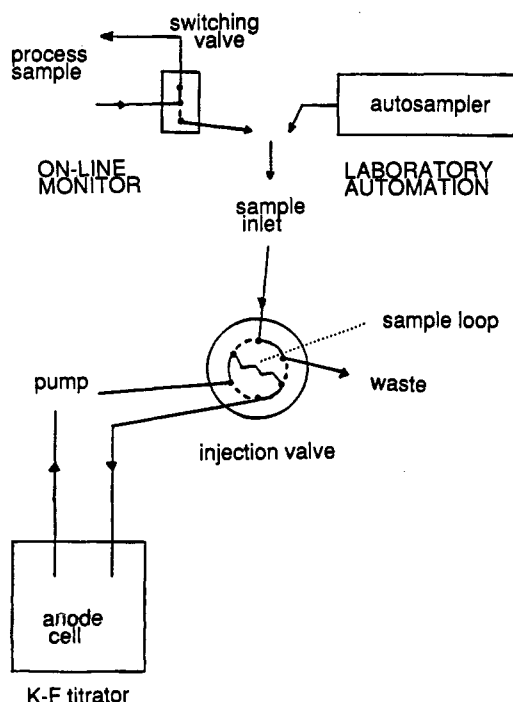 switching
valve
process
sample
autosampler
ON-LINE
MONITOR
LABORATORY
AUTOMATION
sample
inlet
sample loop
pump
waste
injection valve
anode
cell
K-F titrator